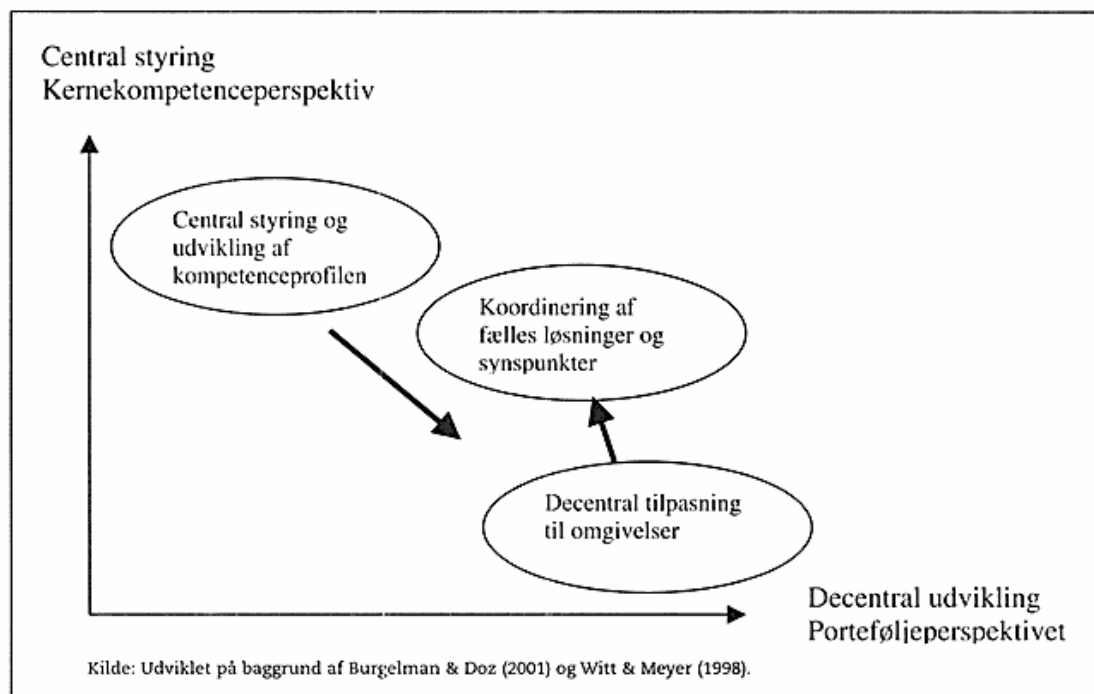 Central styring
Kernekompetenceperspektiv
Central styring og
udvikling af
kompetenceprofilen
Koordinering af
fælles løsninger og
synspunkter
Decentral tilpasning
til omgivelser
Decentral udvikling
Porteføljeperspektivet
Kilde: Udviklet på baggrund af Burgelman & Doz (2001) og Witt & Meyer (1998).